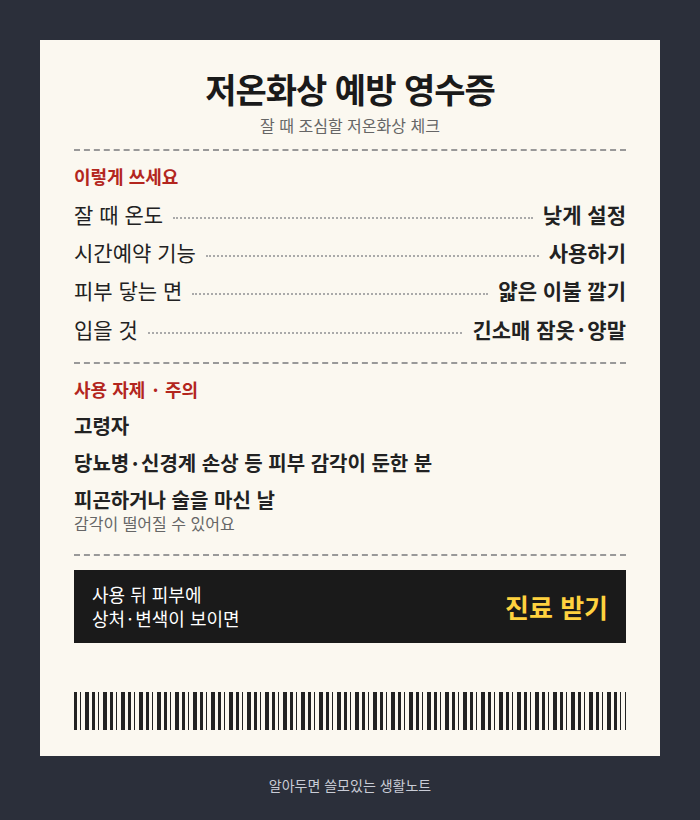 저온화상 예방 영수증
잘 때 조심할 저온화상 체크
이렇게 쓰세요
잘 때 온도 낮게 설정
시간예약 기능 사용하기
피부 닿는 면 얇은 이불 깔기
입을 것 긴소매 잠옷·양말
사용 자제 · 주의
고령자
당뇨병·신경계 손상 등 피부 감각이 둔한 분
피곤하거나 술을 마신 날
감각이 떨어질 수 있어요
사용 뒤 피부에
상처·변색이 보이면
진료 받기
알아두면 쓸모있는 생활노트